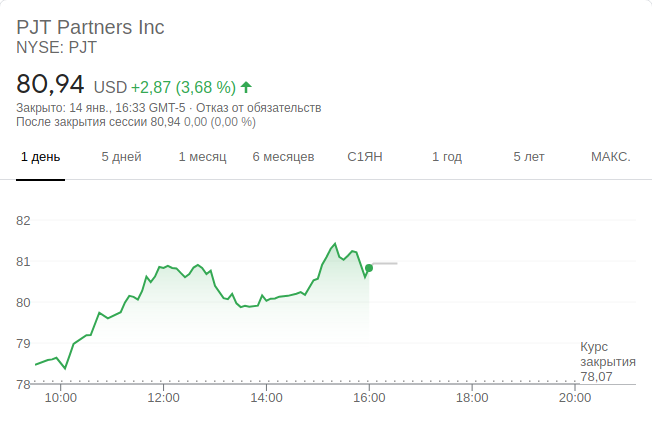 PJT Partners Inc
NYSE: PJT
80,94 USD +2,87 (3,68 %)
Закрыто: 14 янв., 16:33 GMT-5 · Отказ от обязательств
После закрытия сессии 80,94 0,00 (0,00 %)
1 день 5 дней 1 месяц 6 месяцев С1ЯН 1 год 5 лет МАКС.
82
81
80
79
Курс
закрытия
78,07
78
10:00 12:00 14:00 16:00 18:00 20:00